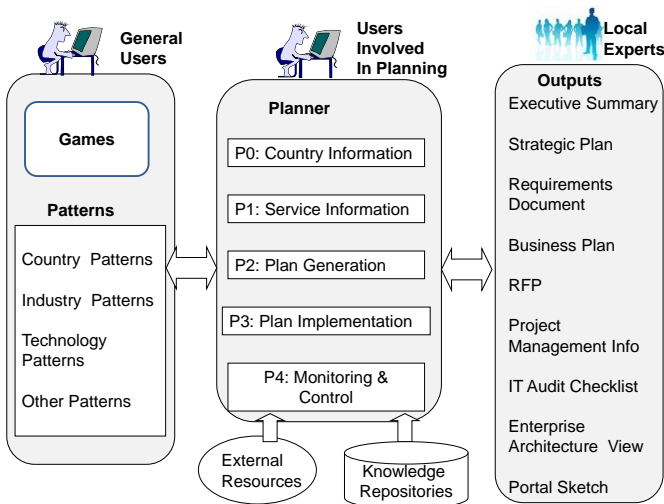 General
Users
Games
Patterns
Country Patterns
Industry Patterns
Technology
Patterns
Other Patterns
Users
Involved
In Planning
Planner
P0: Country Information
P1: Service Information
P2: Plan Generation
P3: Plan Implementation
P4: Monitoring &
Control
External
Resources
Knowledge
Repositories
Local
Experts
Outputs
Executive Summary
Strategic Plan
Requirements
Document
Business Plan
RFP
Project
Management Info
IT Audit Checklist
Enterprise
Architecture View
Portal Sketch